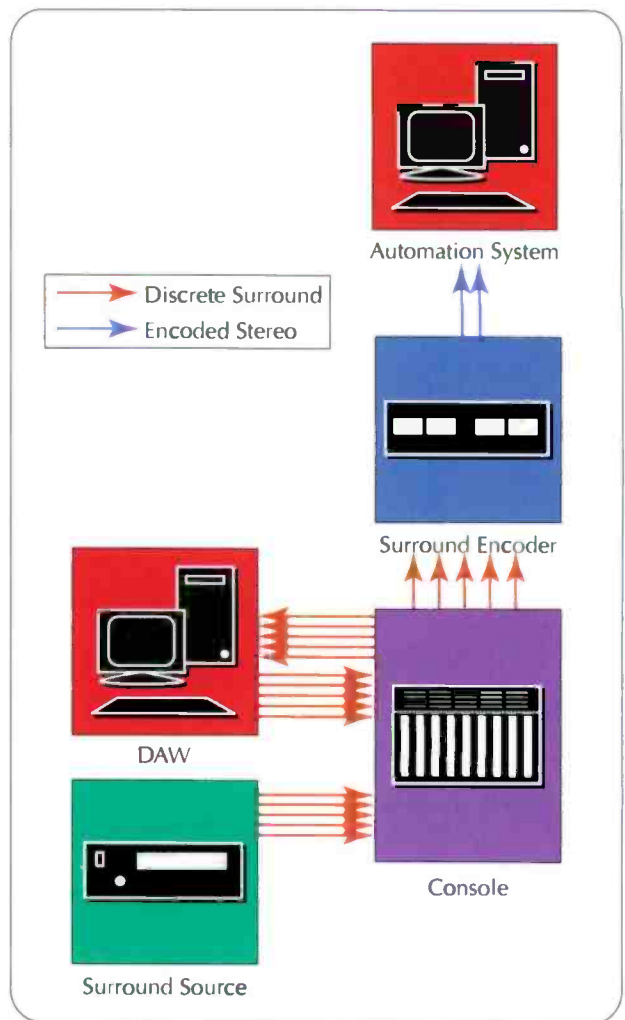 Automation System
Discrete Surround
Encoded Stereo
Surround Encoder
DAW
Console
Surround Source